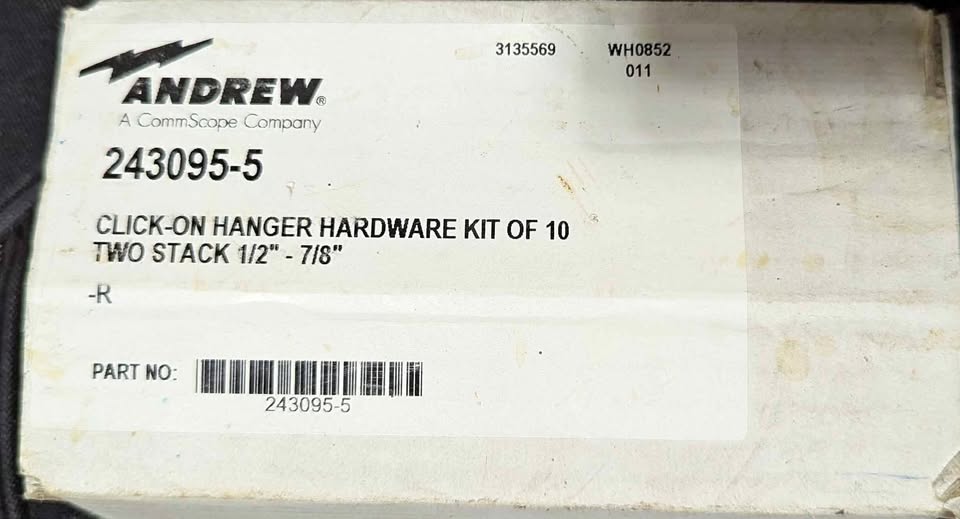 3135569 WH0852
011
ANDREW®
A CommScope Company
243095-5
CLICK-ON HANGER HARDWARE KIT OF 10
TWO STACK 1/2" - 7/8"
-R
PART NO:
243095-5